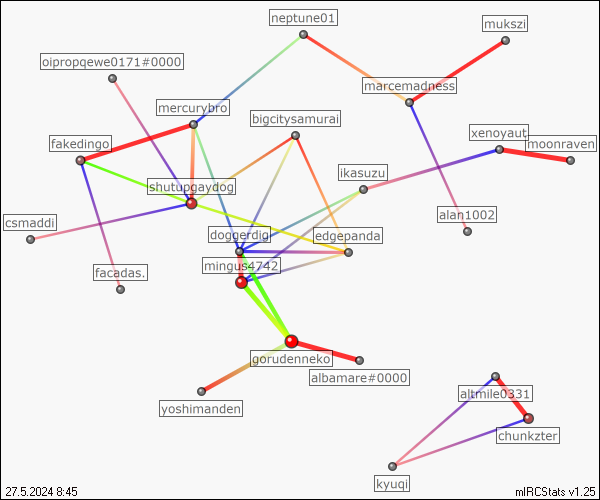 neptune01
mukszi
oipropqewe0171#0000
marcemadness
mercurybro
bigcitysamurai
xenoyaut
fakedingo
moonraven
ikasuzu
shutupgaydog
csmaddi
alan1002
doggerdig
edgepanda
mingus4742
facadas.
gorudenneko
albamare#0000
altmile0331
yoshimanden
chunkzter
kyuqi
27.5.2024 8:45
mIRCStats v1.25